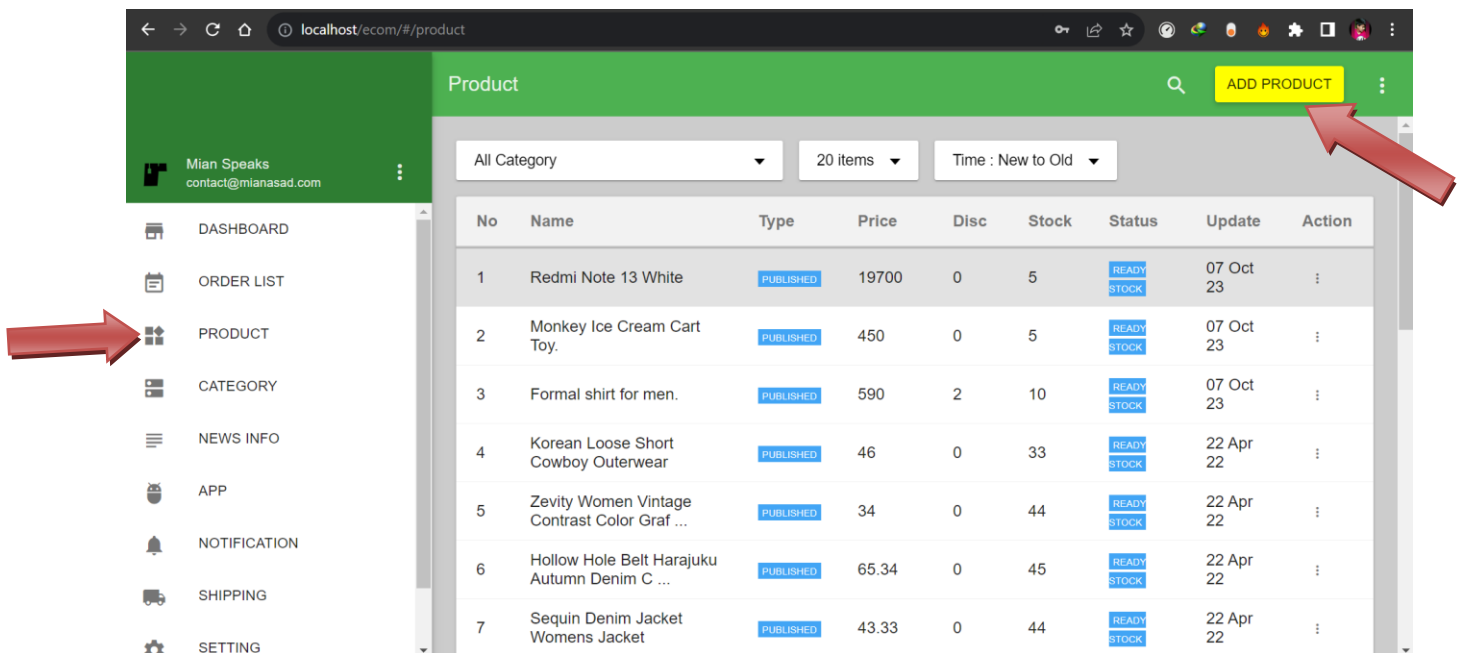 localhost/ecom/#/product
Product
ADD PRODUCT
Mian Speaks
contact@mianasad.com
DASHBOARD
ORDER LIST
PRODUCT
CATEGORY
NEWS INFO
APP
NOTIFICATION
SHIPPING
SETTING
All Category
20 items
Time : New to Old
No Name Type Price Disc Stock Status Update Action
1 Redmi Note 13 White PUBLISHED 19700 0 5 READY STOCK 07 Oct 23
2 Monkey Ice Cream Cart Toy. PUBLISHED 450 0 5 READY STOCK 07 Oct 23
3 Formal shirt for men. PUBLISHED 590 2 10 READY STOCK 07 Oct 23
4 Korean Loose Short Cowboy Outerwear PUBLISHED 46 0 33 READY STOCK 22 Apr 22
5 Zevity Women Vintage Contrast Color Graf ... PUBLISHED 34 0 44 READY STOCK 22 Apr 22
6 Hollow Hole Belt Harajuku Autumn Denim C ... PUBLISHED 65.34 0 45 READY STOCK 22 Apr 22
7 Sequin Denim Jacket Womens Jacket PUBLISHED 43.33 0 44 READY STOCK 22 Apr 22